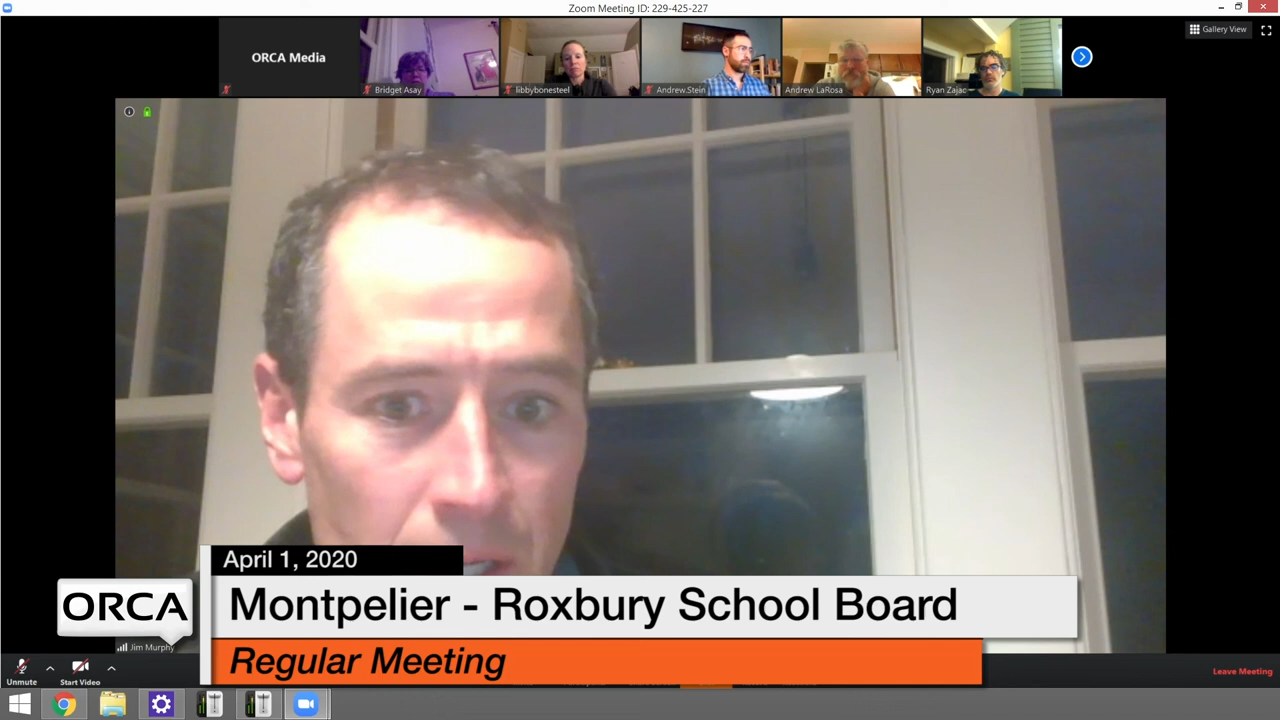 Zoom Meeting ID: 229-425-227
Gallery View
ORCA Media
Bridget Asay
libbybonesteel
Andrew.Stein
Andrew LaRosa
Ryan Zajac
April 1, 2020
ORCA
Montpelier - Roxbury School Board
Jim Murphy
Regular Meeting
Unmute
Start Video
Leave Meeting